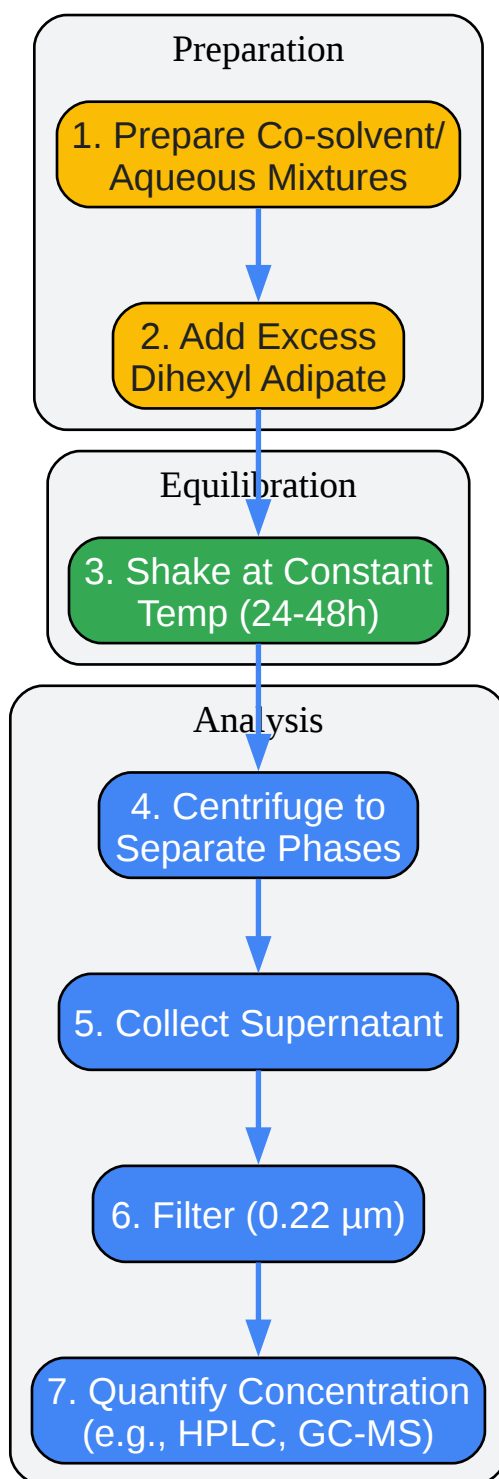 Preparation
1. Prepare Co-solvent/
Aqueous Mixtures
2. Add Excess
Dihexyl Adipate
Equilibration
3. Shake at Constant
Temp (24-48h)
Analysis
4. Centrifuge to
Separate Phases
5. Collect Supernatant
6. Filter (0.22 µm)
7. Quantify Concentration
(e.g., HPLC, GC-MS)